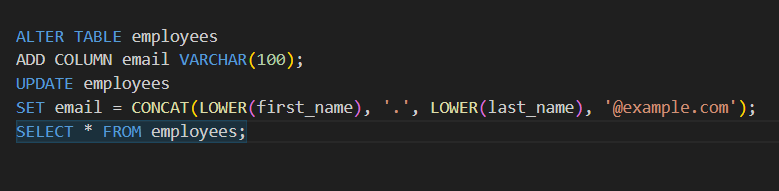 ALTER TABLE employees
ADD COLUMN email VARCHAR(100);
UPDATE employees
SET email = CONCAT(LOWER(first_name), '.', LOWER(last_name), '@example.com');
SELECT * FROM employees;